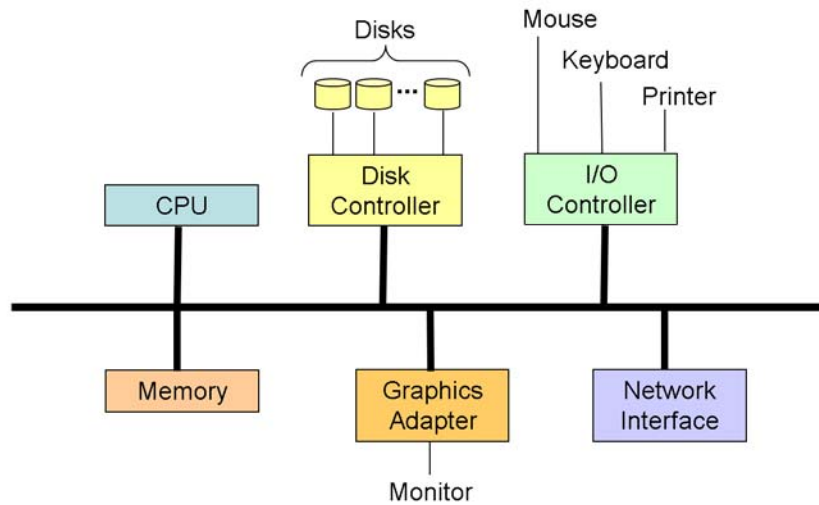 Disks
Mouse
Keyboard
Printer
...
CPU
Disk
Controller
I/O
Controller
Memory
Graphics
Adapter
Network
Interface
Monitor